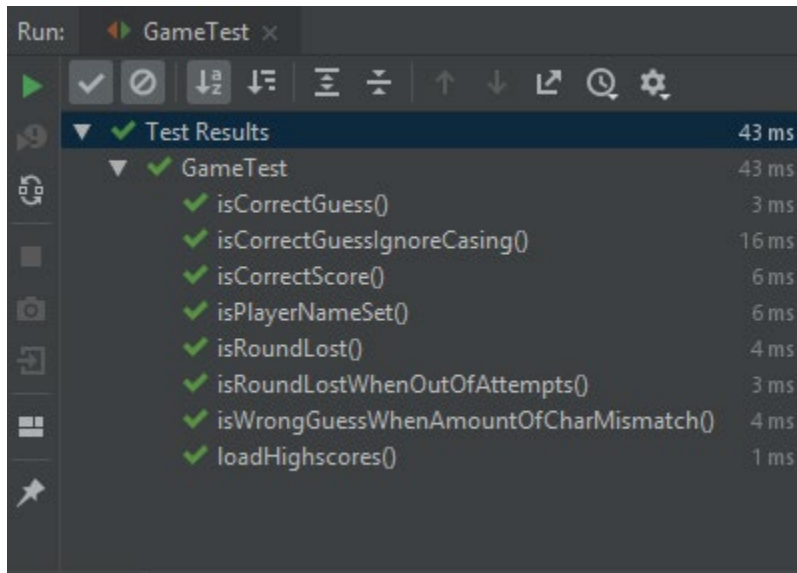 Run: GameTest
Test Results 43 ms
GameTest 43 ms
isCorrectGuess() 3 ms
isCorrectGuessIgnoreCasing() 16 ms
isCorrectScore() 6 ms
isPlayerNameSet() 6 ms
isRoundLost() 4 ms
isRoundLostWhenOutOfAttempts() 3 ms
isWrongGuessWhenAmountOfCharMismatch() 4 ms
loadHighscores() 1 ms